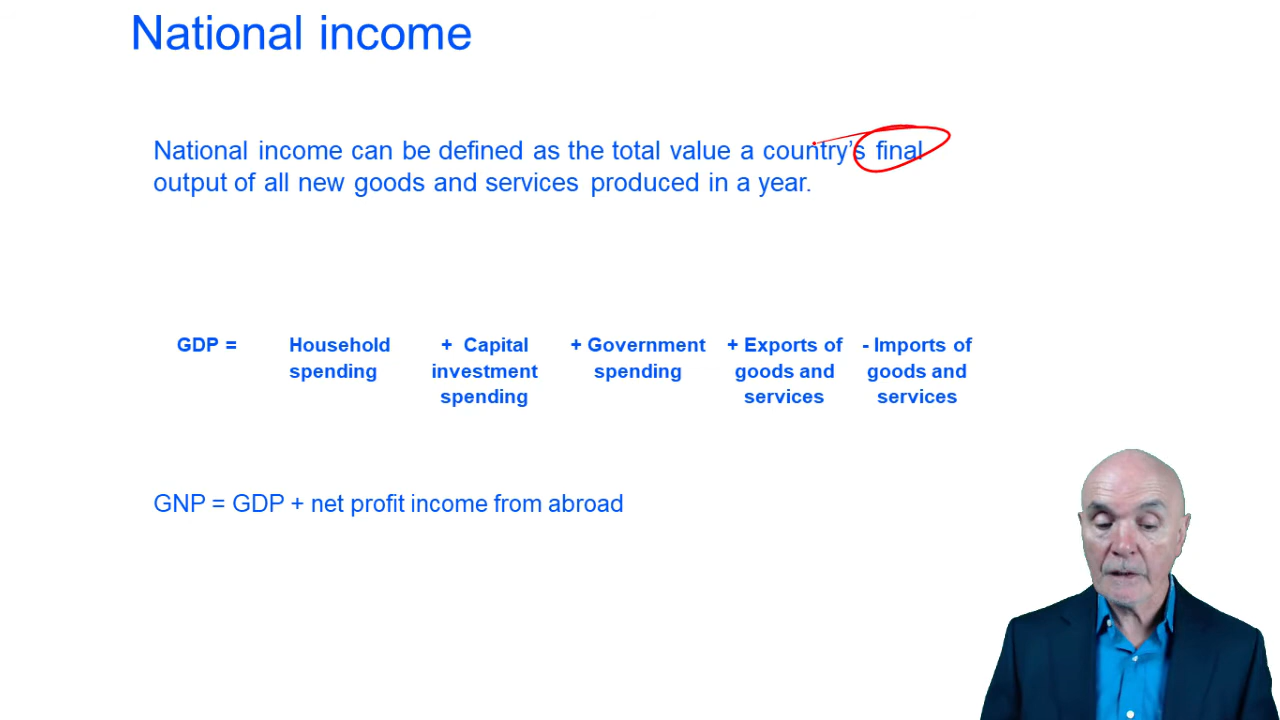 National income
National income can be defined as the total value a country’s final
output of all new goods and services produced in a year.
GDP = Household + Capital + Government + Exports of - Imports of
spending investment spending goods and goods and
spending services services
GNP = GDP + net profit income from abroad